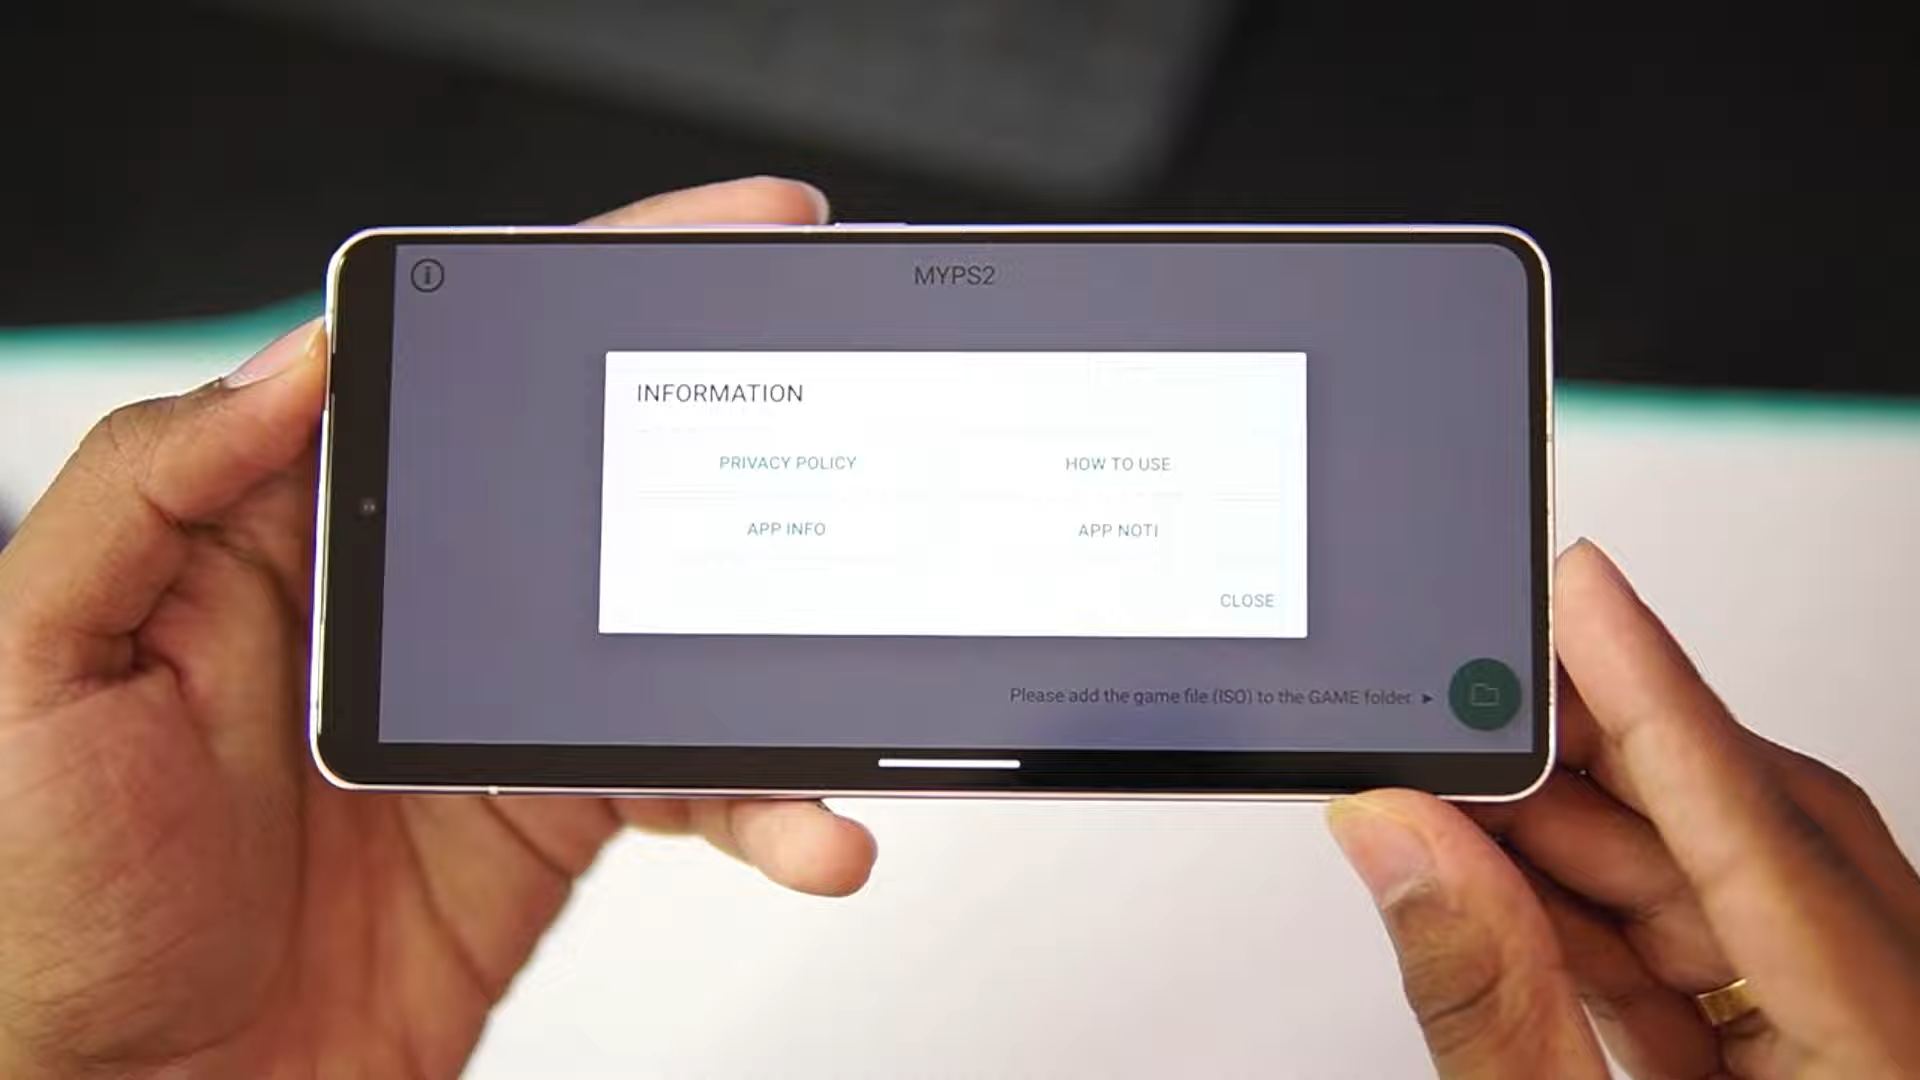 MYPS2
INFORMATION
PRIVACY POLICY
HOW TO USE
APP INFO
APP NOTI
CLOSE
Please add the game file (ISO) to the GAME folder. ►